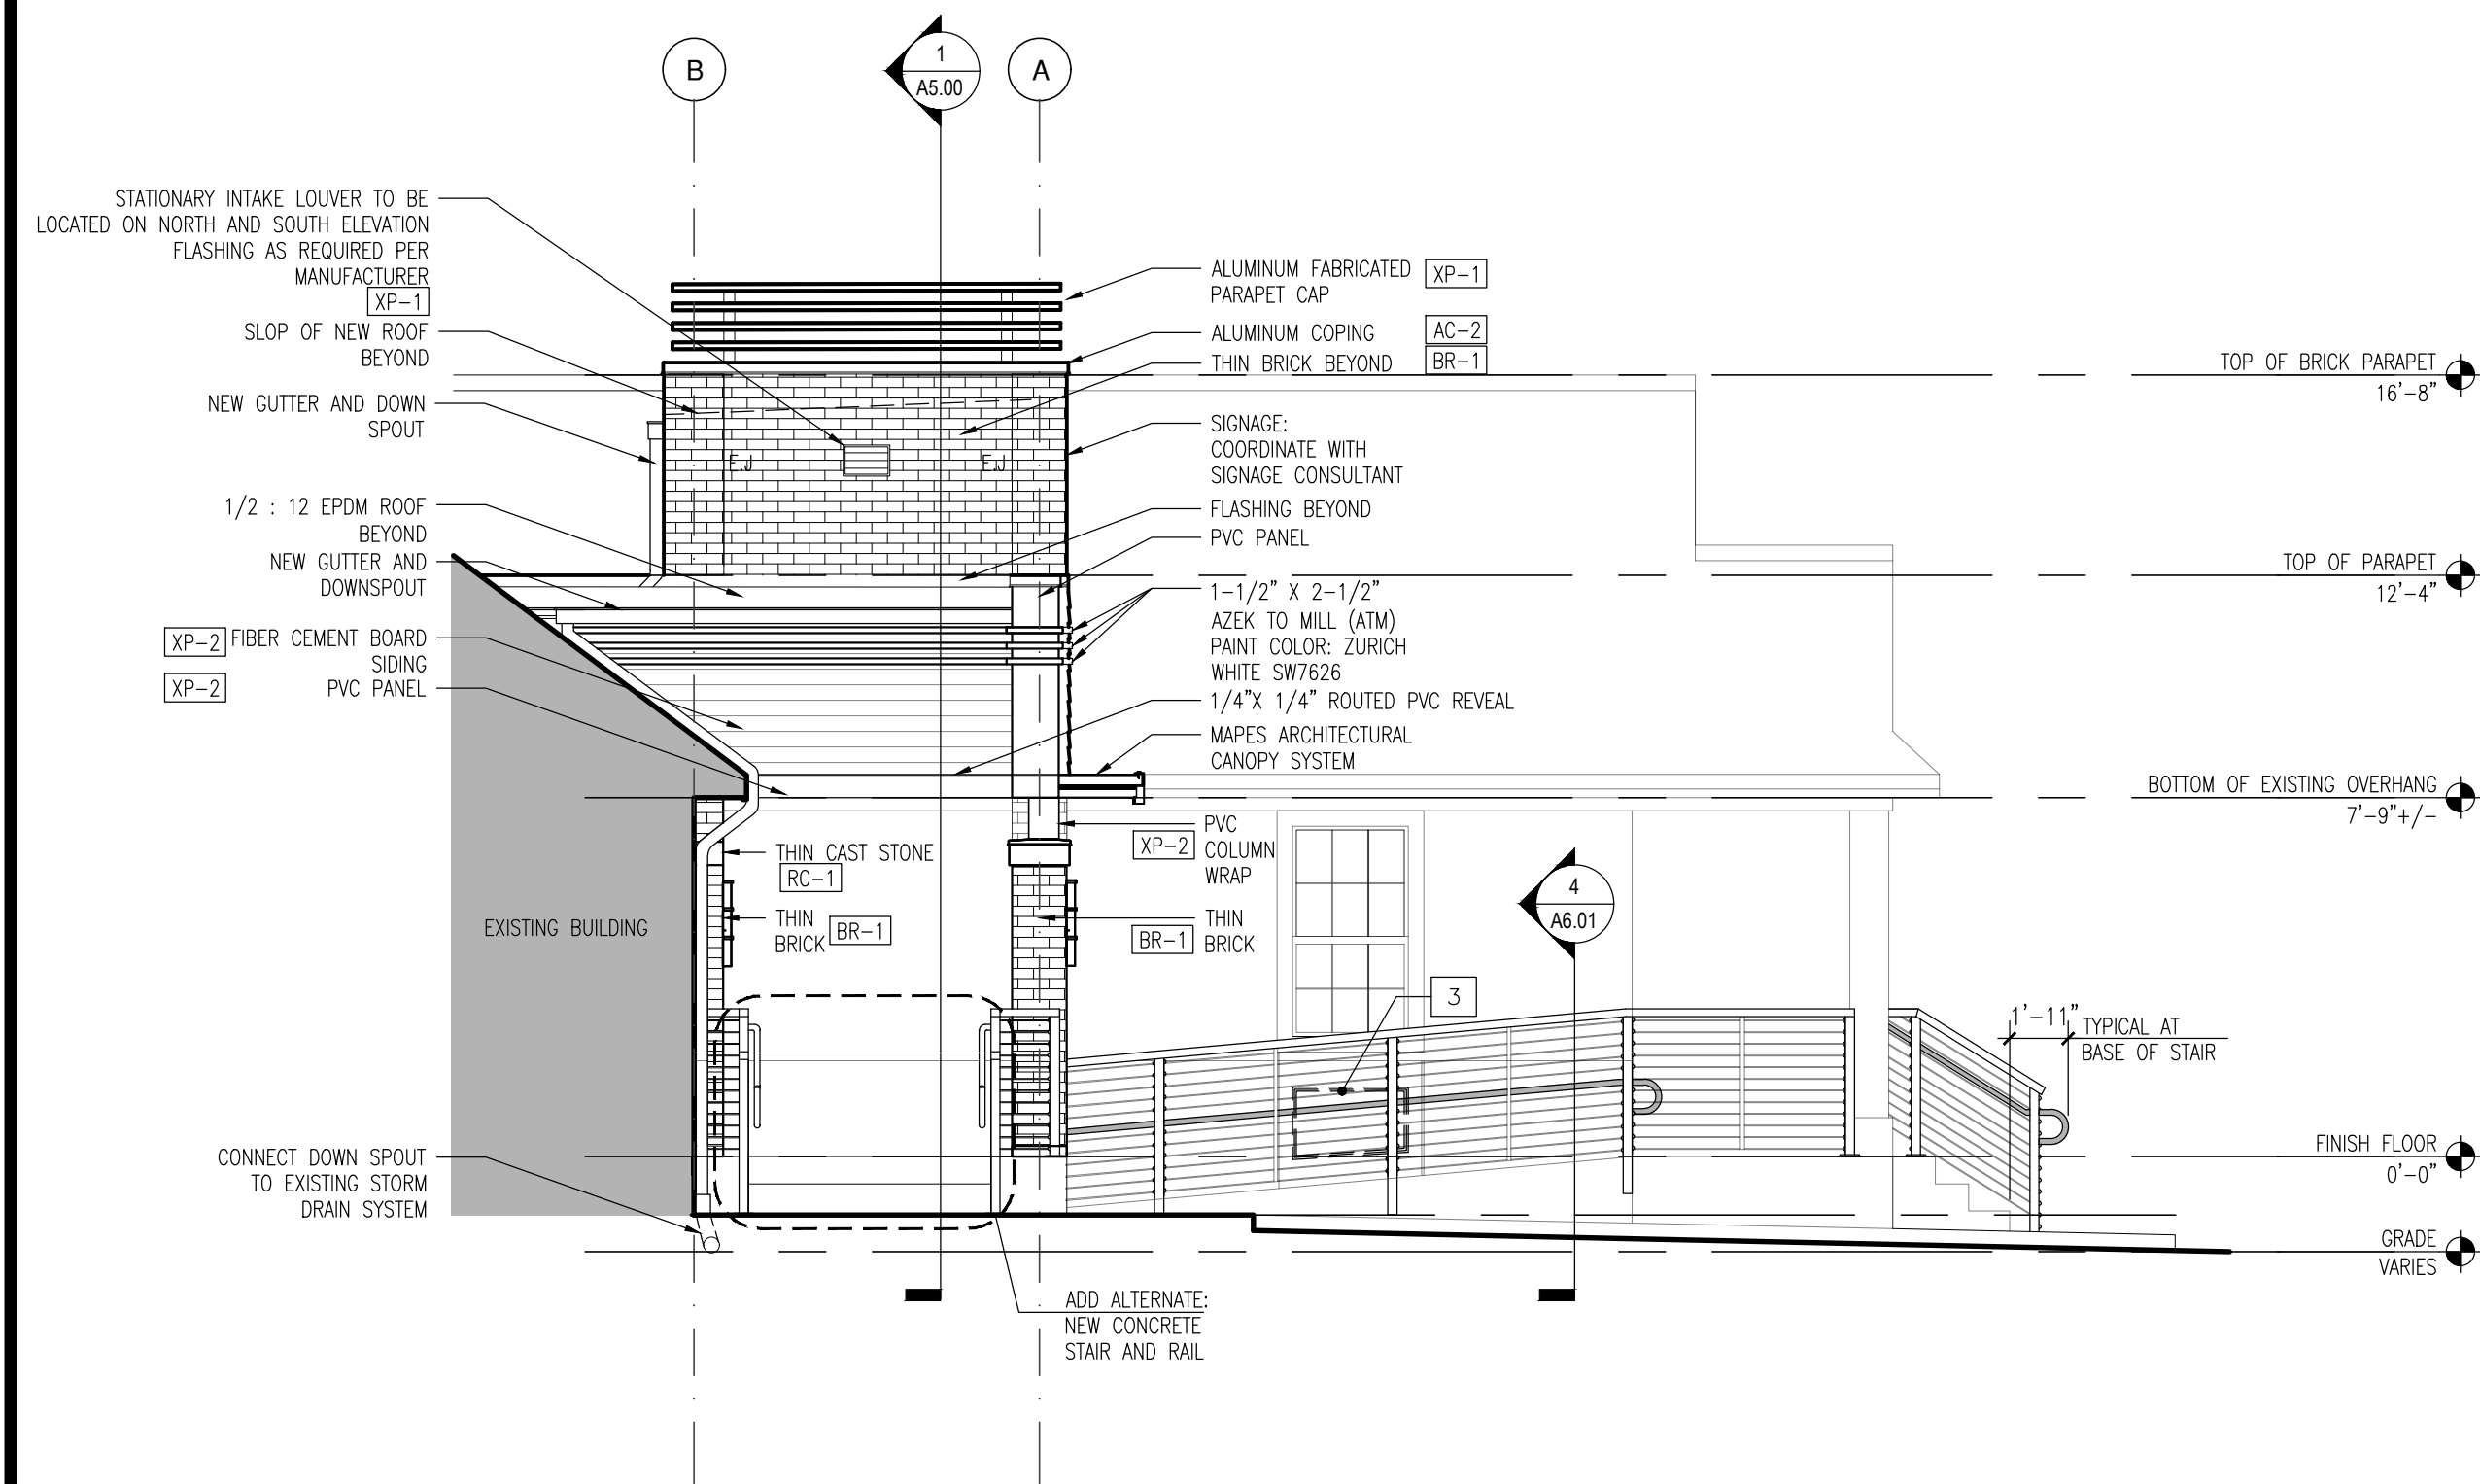 B
1
A5.00
A
STATIONARY INTAKE LOUVER TO BE
LOCATED ON NORTH AND SOUTH ELEVATION
FLASHING AS REQUIRED PER
MANUFACTURER
XP-1
SLOP OF NEW ROOF
BEYOND
NEW GUTTER AND DOWN
SPOUT
1/2 : 12 EPDM ROOF
BEYOND
NEW GUTTER AND
DOWNSPOUT
XP-2 FIBER CEMENT BOARD
SIDING
XP-2 PVC PANEL
EXISTING BUILDING
CONNECT DOWN SPOUT
TO EXISTING STORM
DRAIN SYSTEM
E.J
E.J
ALUMINUM FABRICATED XP-1
PARAPET CAP
ALUMINUM COPING AC-2
THIN BRICK BEYOND BR-1
SIGNAGE:
COORDINATE WITH
SIGNAGE CONSULTANT
FLASHING BEYOND
PVC PANEL
1-1/2" X 2-1/2"
AZEK TO MILL (ATM)
PAINT COLOR: ZURICH
WHITE SW7626
1/4"X 1/4" ROUTED PVC REVEAL
MAPES ARCHITECTURAL
CANOPY SYSTEM
THIN CAST STONE
RC-1
THIN
BRICK BR-1
PVC
XP-2 COLUMN
WRAP
THIN
BR-1 BRICK
4
A6.01
3
1'-11"
TYPICAL AT
BASE OF STAIR
ADD ALTERNATE:
NEW CONCRETE
STAIR AND RAIL
TOP OF BRICK PARAPET
16'-8"
TOP OF PARAPET
12'-4"
BOTTOM OF EXISTING OVERHANG
7'-9"+/-
FINISH FLOOR
0'-0"
GRADE
VARIES